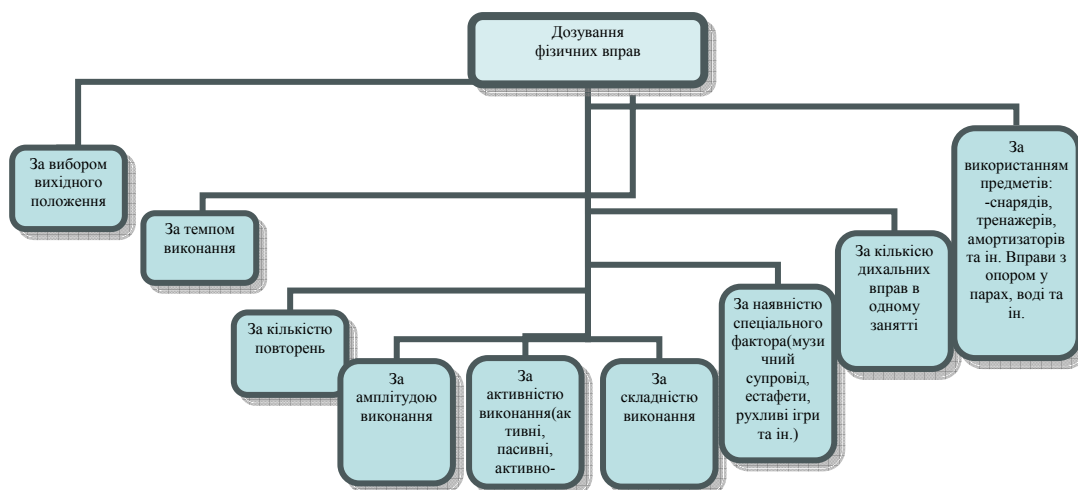 Дозування
фізичних вправ
За вибором
вихідного
положення
За темпом
виконання
За кількістю
повторень
За
амплітудою
виконання
За
активністю
виконання(ак
тивні,
пасивні,
активно-
За
складністю
виконання
За наявністю
спеціального
фактора(музи
чний
супровід,
естафети,
рухливі ігри
та ін.)
За кількісю
дихальних
вправ в
одному
занятті
За
використанням
предметів:
-снарядів,
тренажерів,
амортизаторів
та ін. Вправи з
опором у
парах, воді та
ін.